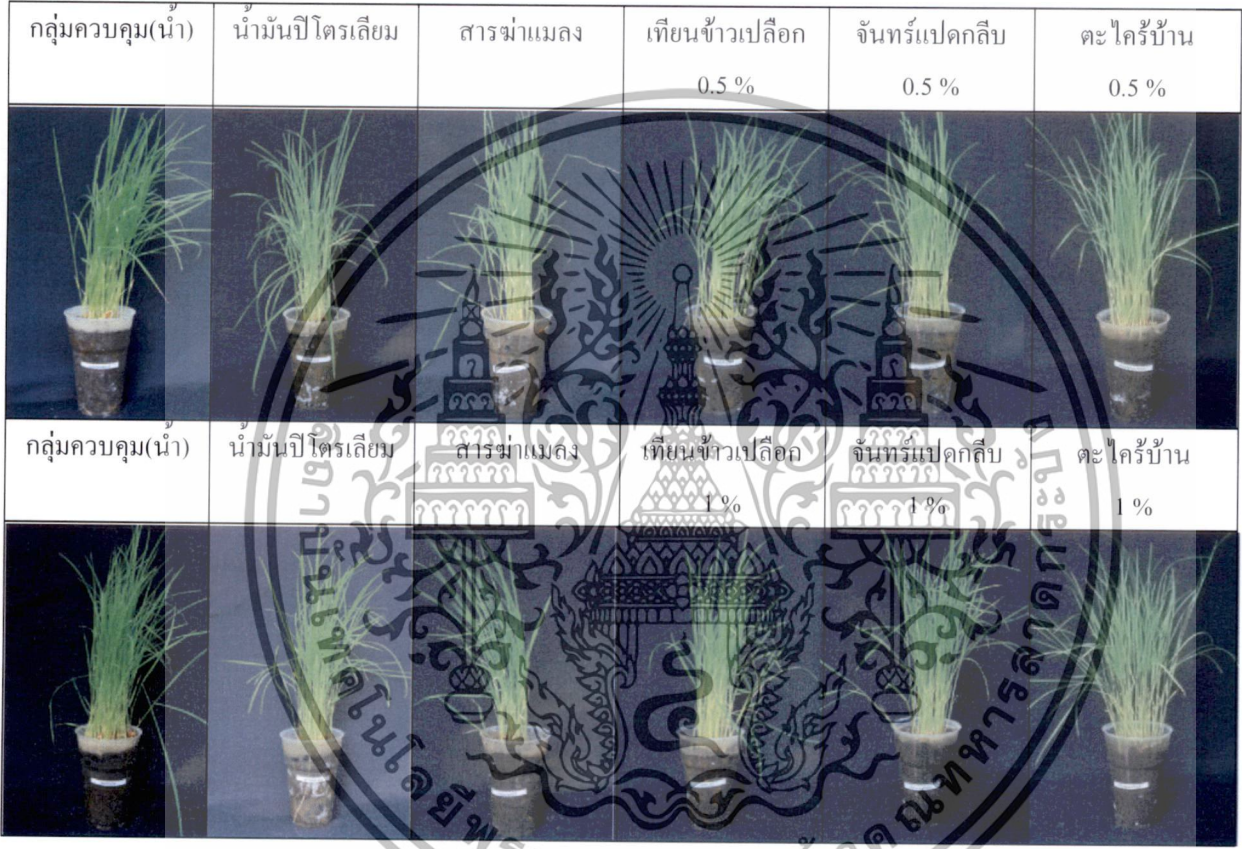 กลุ่มควบคุม(น้ำ) น้ำมันปิโตรเลียม สารฆ่าแมลง เทียนข้าวเปลือก จันทร์แปดกลีบ ตะไคร้บ้าน
0.5 % 0.5 % 0.5 %
กลุ่มควบคุม(น้ำ) น้ำมันปิโตรเลียม สารฆ่าแมลง เทียนข้าวเปลือก จันทร์แปดกลีบ ตะไคร้บ้าน
1 % 1 % 1 %